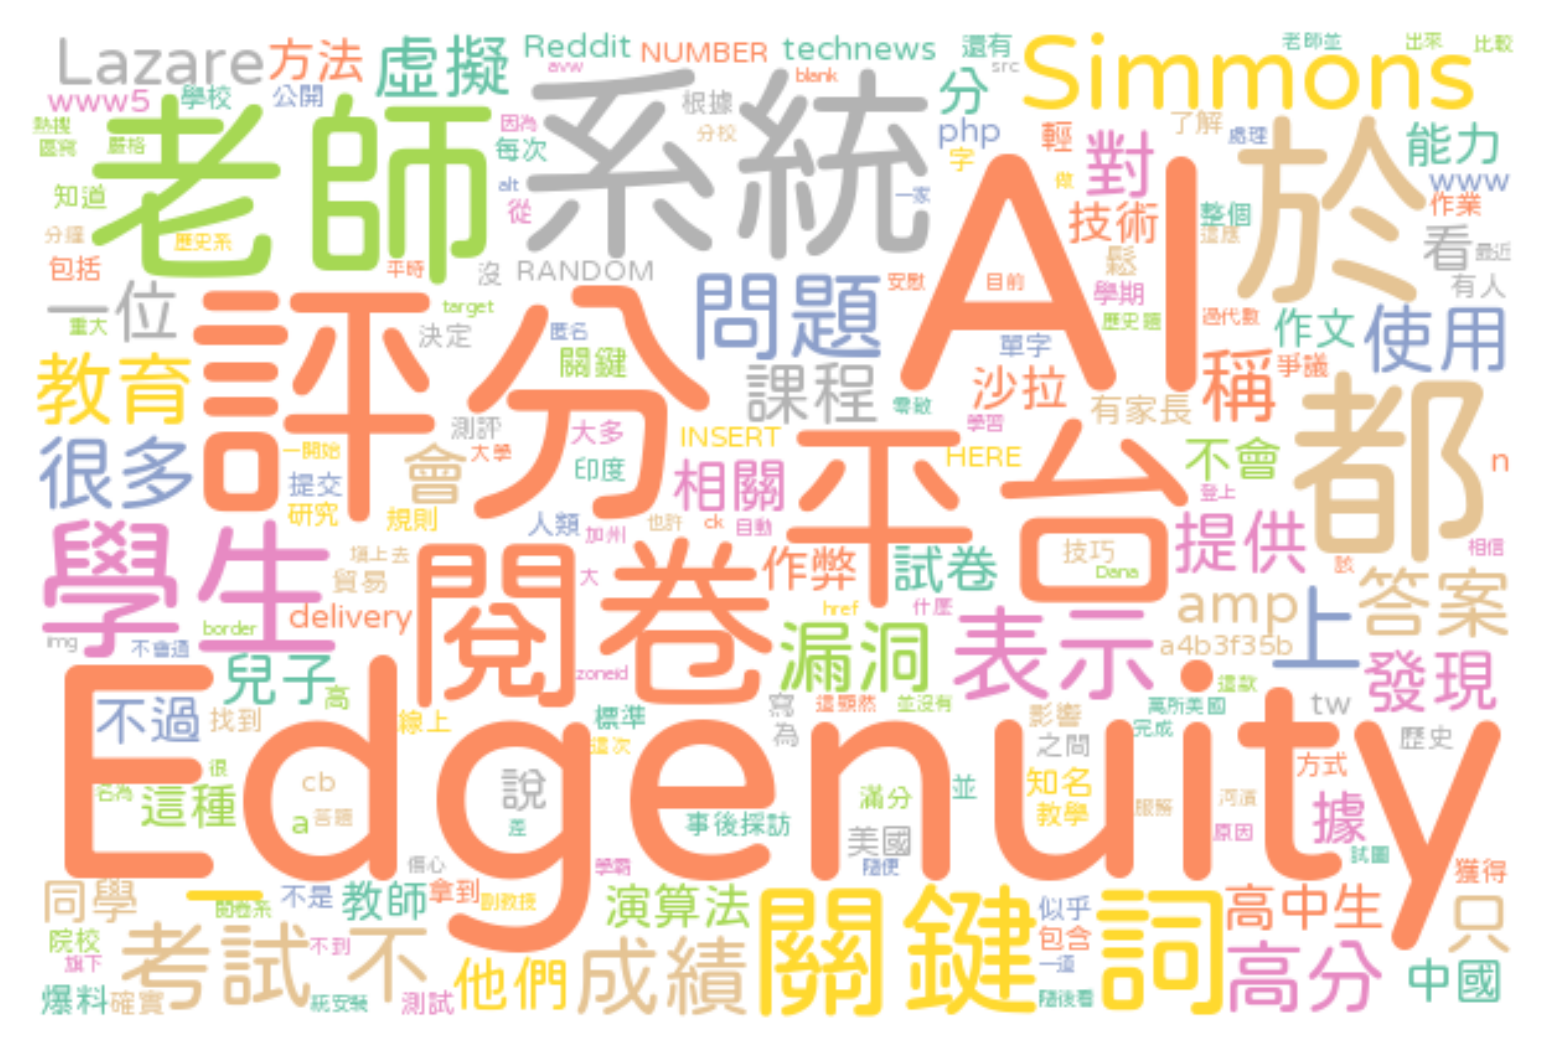 Lazare
方法
虛擬
Reddit
NUMBER
technews
還有
Simmons
老師並
出來
比較
avw
blank
src
www5
學校
公開
系統
根據
分
熱搜
老師
因為
分校
php
輕
對
了解
處理
於
能力
區寫
嚴格
每次
字
AI
知道
alt
從
一家
做
技術
整個
www
作業
分鐘
歷史系
這應
看
最近
包括
平時
沒
RANDOM
問題
安慰
目前
鬆
學期
有人
一位
重大
評分
target
決定
匿名
歷史題
過代數
作文
使用
教育
關鍵
課程
單字
沙拉
稱
爭議
零散
有家長
都
很多
測評
大多
INSERT
平台
學習
一開始
會
大學
印度
相關
HERE
不會
n
提交
研究
規則
人類
加州
也許
ck
自動
登上
提供
相信
學生
填上去
貿易
閱卷
大
作弊
試卷
技巧
Dana
該
答案
delivery
href
什麼
amp
上
img
border
不會通
漏洞
表示
a4b3f35b
兒子
zoneid
發現
Edgenuity
高
不過
找到
線上
標準
這次
寫
為
這顯然
並沒有
影響
之間
這款
萬所美國
完成
tw
歷史
很
名為
這種
cb
a
答題
說
差
滿分
並
知名
教學
方式
服務
河濱
據
事後採訪
美國
原因
試圖
傷心
學霸
隨便
獲得
同學
一
閱卷系
不是
教師
拿到
副教授
演算法
關鍵詞
似乎
包含
高中生
只
院校
旗下
考試
不到
不
他們
成績
一道
高分
中國
爆料
確實
統安裝
測試
隨後看